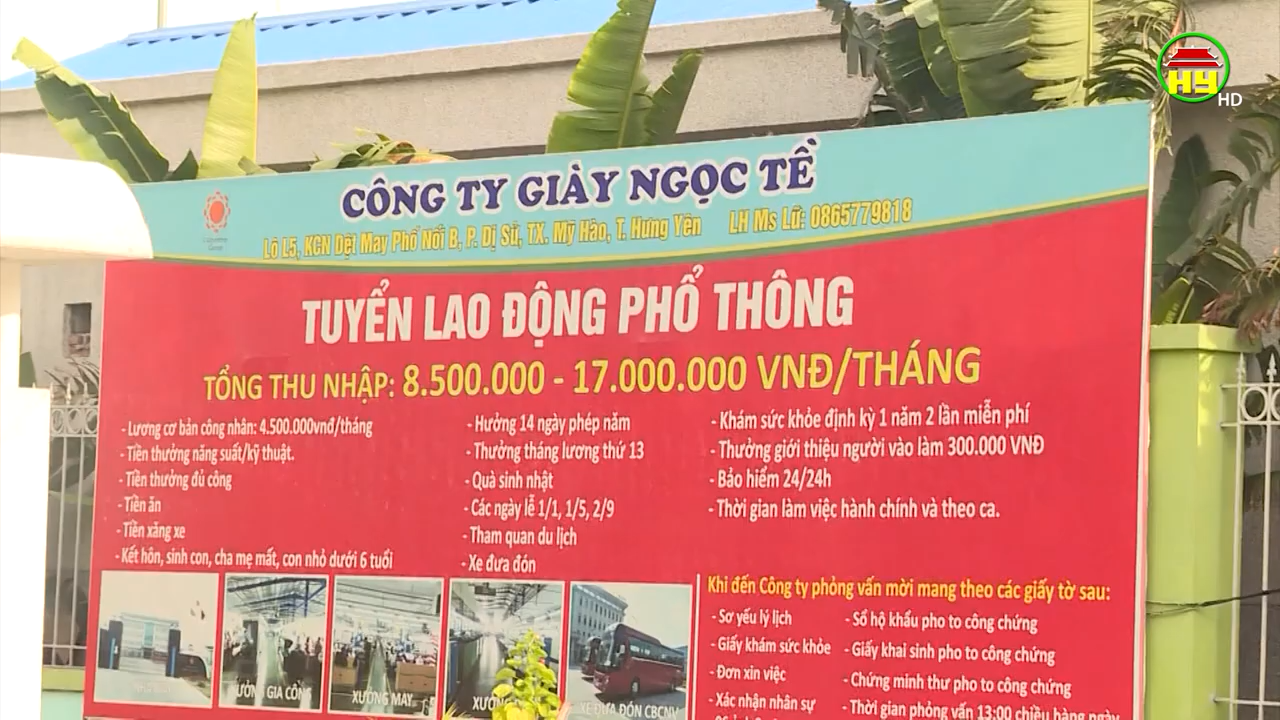 HY HD
CÔNG TY GIÀY NGỌC TỀ
Lô L5, KCN Dệt May Phố Nối B, P. Dị Sử, TX. Mỹ Hào, T. Hưng Yên LH Ms Lữ: 0865779818
TUYỂN LAO ĐỘNG PHỔ THÔNG
TỔNG THU NHẬP: 8.500.000 - 17.000.000 VNĐ/THÁNG
- Lương cơ bản công nhân: 4.500.000vnđ/tháng
- Tiền thưởng năng suất/kỹ thuật.
- Tiền thưởng đủ công
- Tiền ăn
- Tiền xăng xe
- Kết hôn, sinh con, cha mẹ mất, con nhỏ dưới 6 tuổi
- Hưởng 14 ngày phép năm
- Thưởng tháng lương thứ 13
- Quà sinh nhật
- Các ngày lễ 1/1, 1/5, 2/9
- Tham quan du lịch
- Xe đưa đón
- Khám sức khỏe định kỳ 1 năm 2 lần miễn phí
- Thưởng giới thiệu người vào làm 300.000 VNĐ
- Bảo hiểm 24/24h
- Thời gian làm việc hành chính và theo ca.
XƯỞNG GIA CÔNG
XƯỞNG MAY
XE ĐƯA ĐÓN CBCNV
Khi đến Công ty phỏng vấn mời mang theo các giấy tờ sau:
- Sơ yếu lý lịch
- Giấy khám sức khỏe
- Đơn xin việc
- Xác nhận nhân sự
- Sổ hộ khẩu pho to công chứng
- Giấy khai sinh pho to công chứng
- Chứng minh thư pho to công chứng
- Thời gian phỏng vấn 13:00 chiều hàng ngày